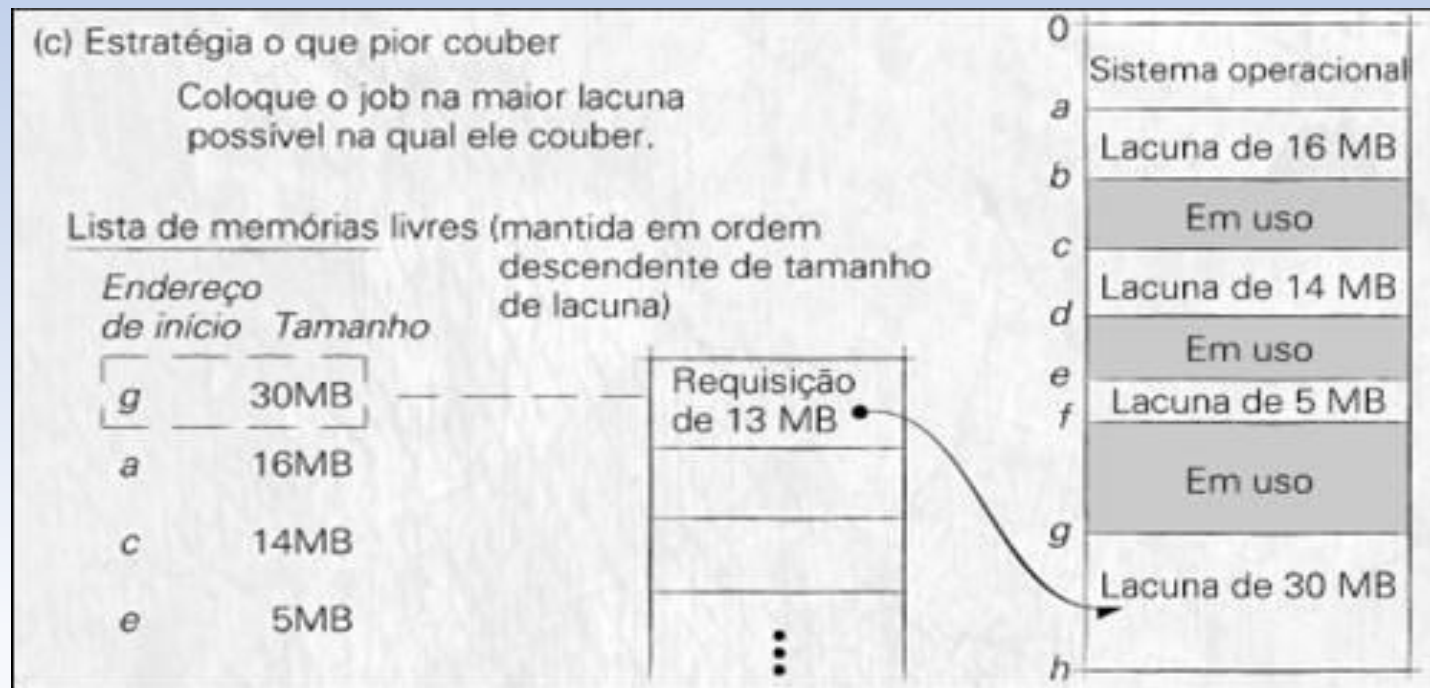 (c) Estratégia o que pior couber
Coloque o job na maior lacuna
possível na qual ele couber.
Lista de memórias livres (mantida em ordem
descendente de tamanho
de lacuna)
Endereço
de início Tamanho
g 30MB
a 16MB
c 14MB
e 5MB
Requisição
de 13 MB
0
Sistema operacional
a
Lacuna de 16 MB
b
Em uso
c
Lacuna de 14 MB
d
Em uso
e
Lacuna de 5 MB
f
Em uso
g
Lacuna de 30 MB
h